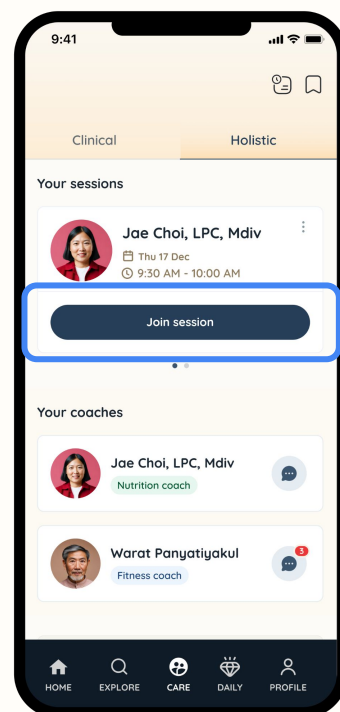 9:41
Clinical
Holistic
Your sessions
Jae Choi, LPC, Mdiv
Thu 17 Dec
9:30 AM - 10:00 AM
Join session
Your coaches
Jae Choi, LPC, Mdiv
Nutrition coach
Warat Panyatiyakul
3
Fitness coach
HOME EXPLORE CARE DAILY PROFILE